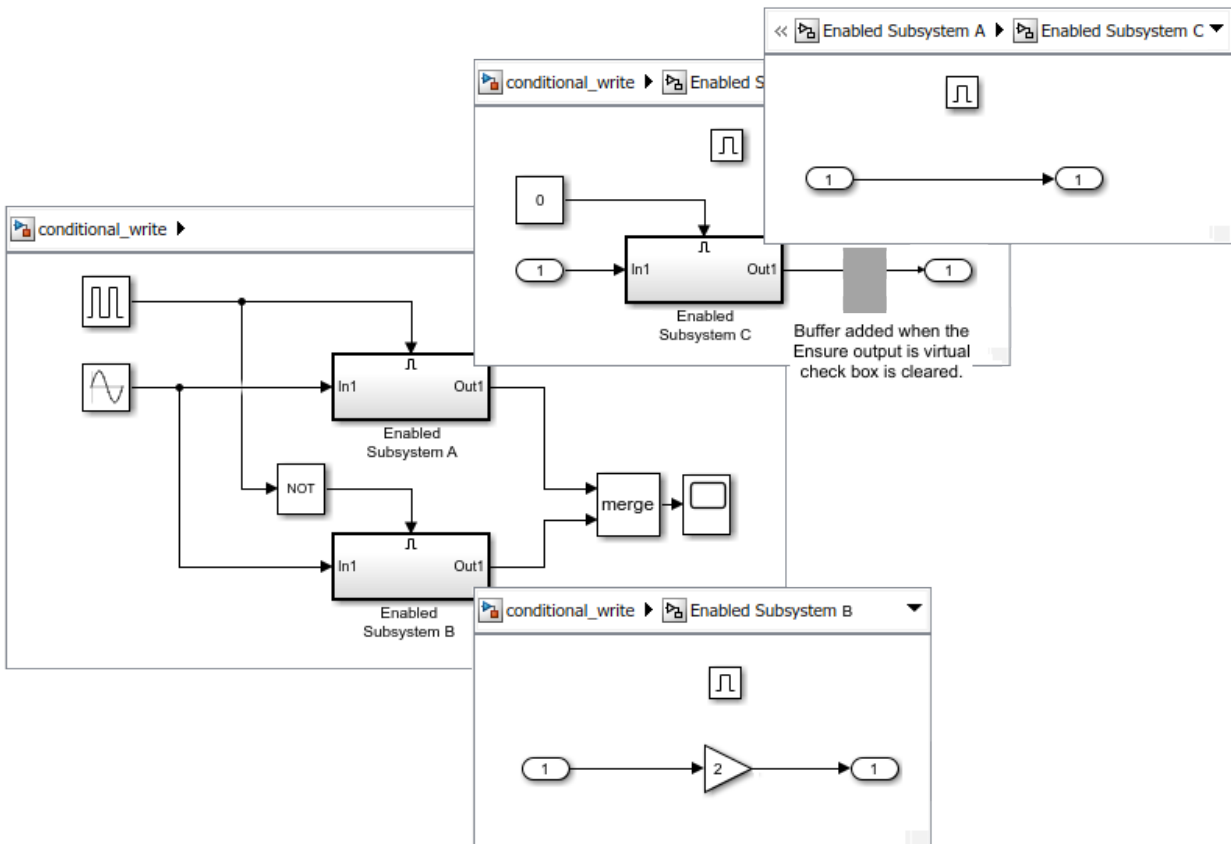 « Enabled Subsystem A Enabled Subsystem C
1
1
conditional_write Enabled S
0
1
In1 Out1
1
Enabled
Subsystem C
Buffer added when the
Ensure output is virtual
check box is cleared.
conditional_write
In1 Out1
Enabled
Subsystem A
NOT
merge
In1 Out1
Enabled
Subsystem B
conditional_write Enabled Subsystem B
1
2
1